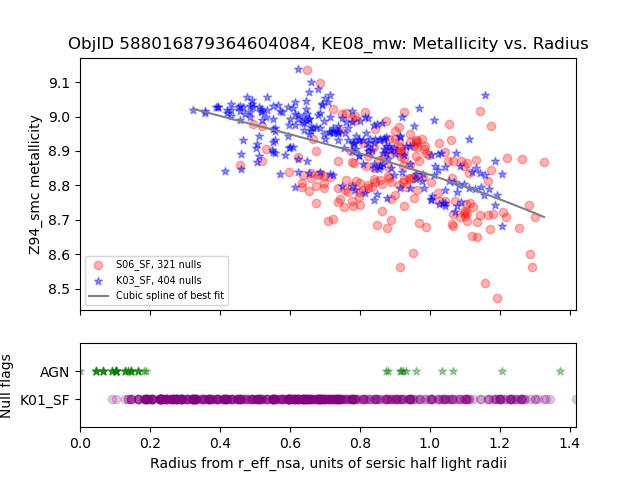 ObjID 588016879364604084, KE08_mw: Metallicity vs. Radius
Z94_smc metallicity
9.1
9.0
8.9
8.8
8.7
8.6
8.5
S06_SF, 321 nulls
K03_SF, 404 nulls
Cubic spline of best fit
Null flags
AGN
K01_SF
0.0 0.2 0.4 0.6 0.8 1.0 1.2 1.4
Radius from r_eff_nsa, units of sersic half light radii